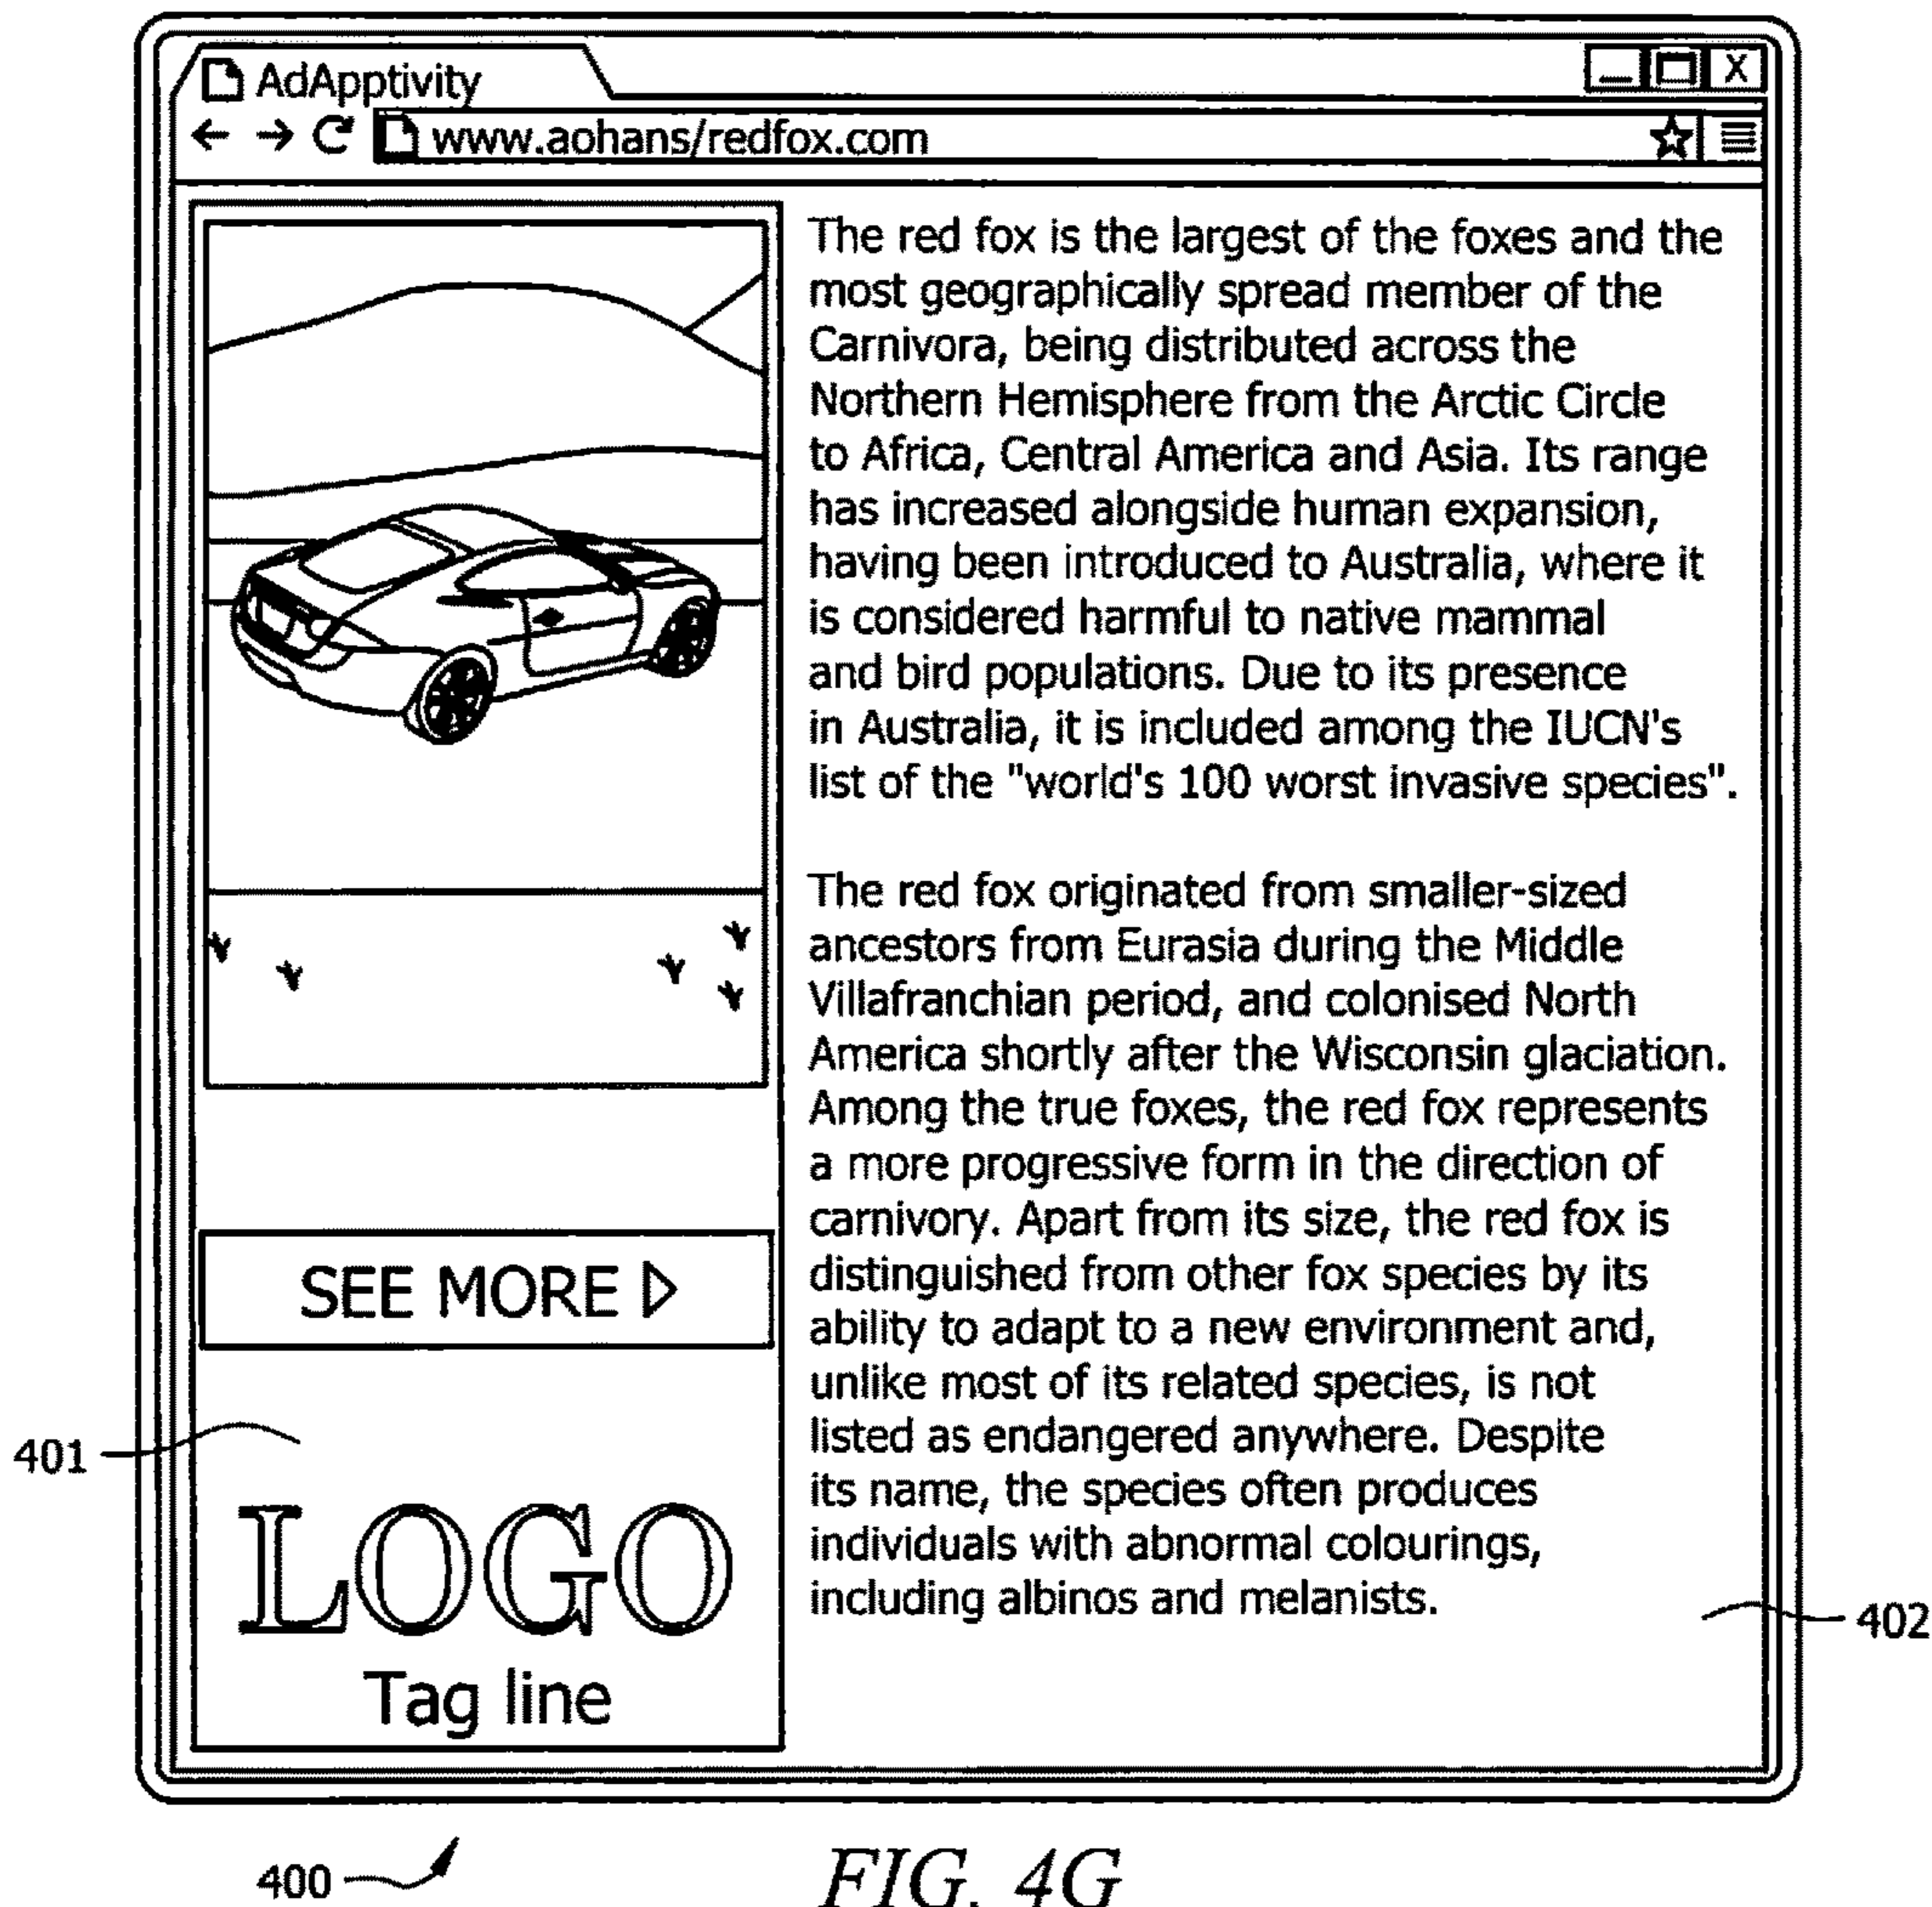 AdApptivity
X
www.aohans/redfox.com
The red fox is the largest of the foxes and the
most geographically spread member of the
Carnivora, being distributed across the
Northern Hemisphere from the Arctic Circle
to Africa, Central America and Asia. Its range
has increased alongside human expansion,
having been introduced to Australia, where it
is considered harmful to native mammal
and bird populations. Due to its presence
in Australia, it is included among the IUCN's
list of the "world's 100 worst invasive species".
The red fox originated from smaller-sized
ancestors from Eurasia during the Middle
Villafranchian period, and colonised North
America shortly after the Wisconsin glaciation.
Among the true foxes, the red fox represents
a more progressive form in the direction of
carnivory. Apart from its size, the red fox is
distinguished from other fox species by its
ability to adapt to a new environment and,
unlike most of its related species, is not
listed as endangered anywhere. Despite
its name, the species often produces
individuals with abnormal colourings,
including albinos and melanists.
SEE MORE
401
LOGO
Tag line
402
400
FIG. 4G